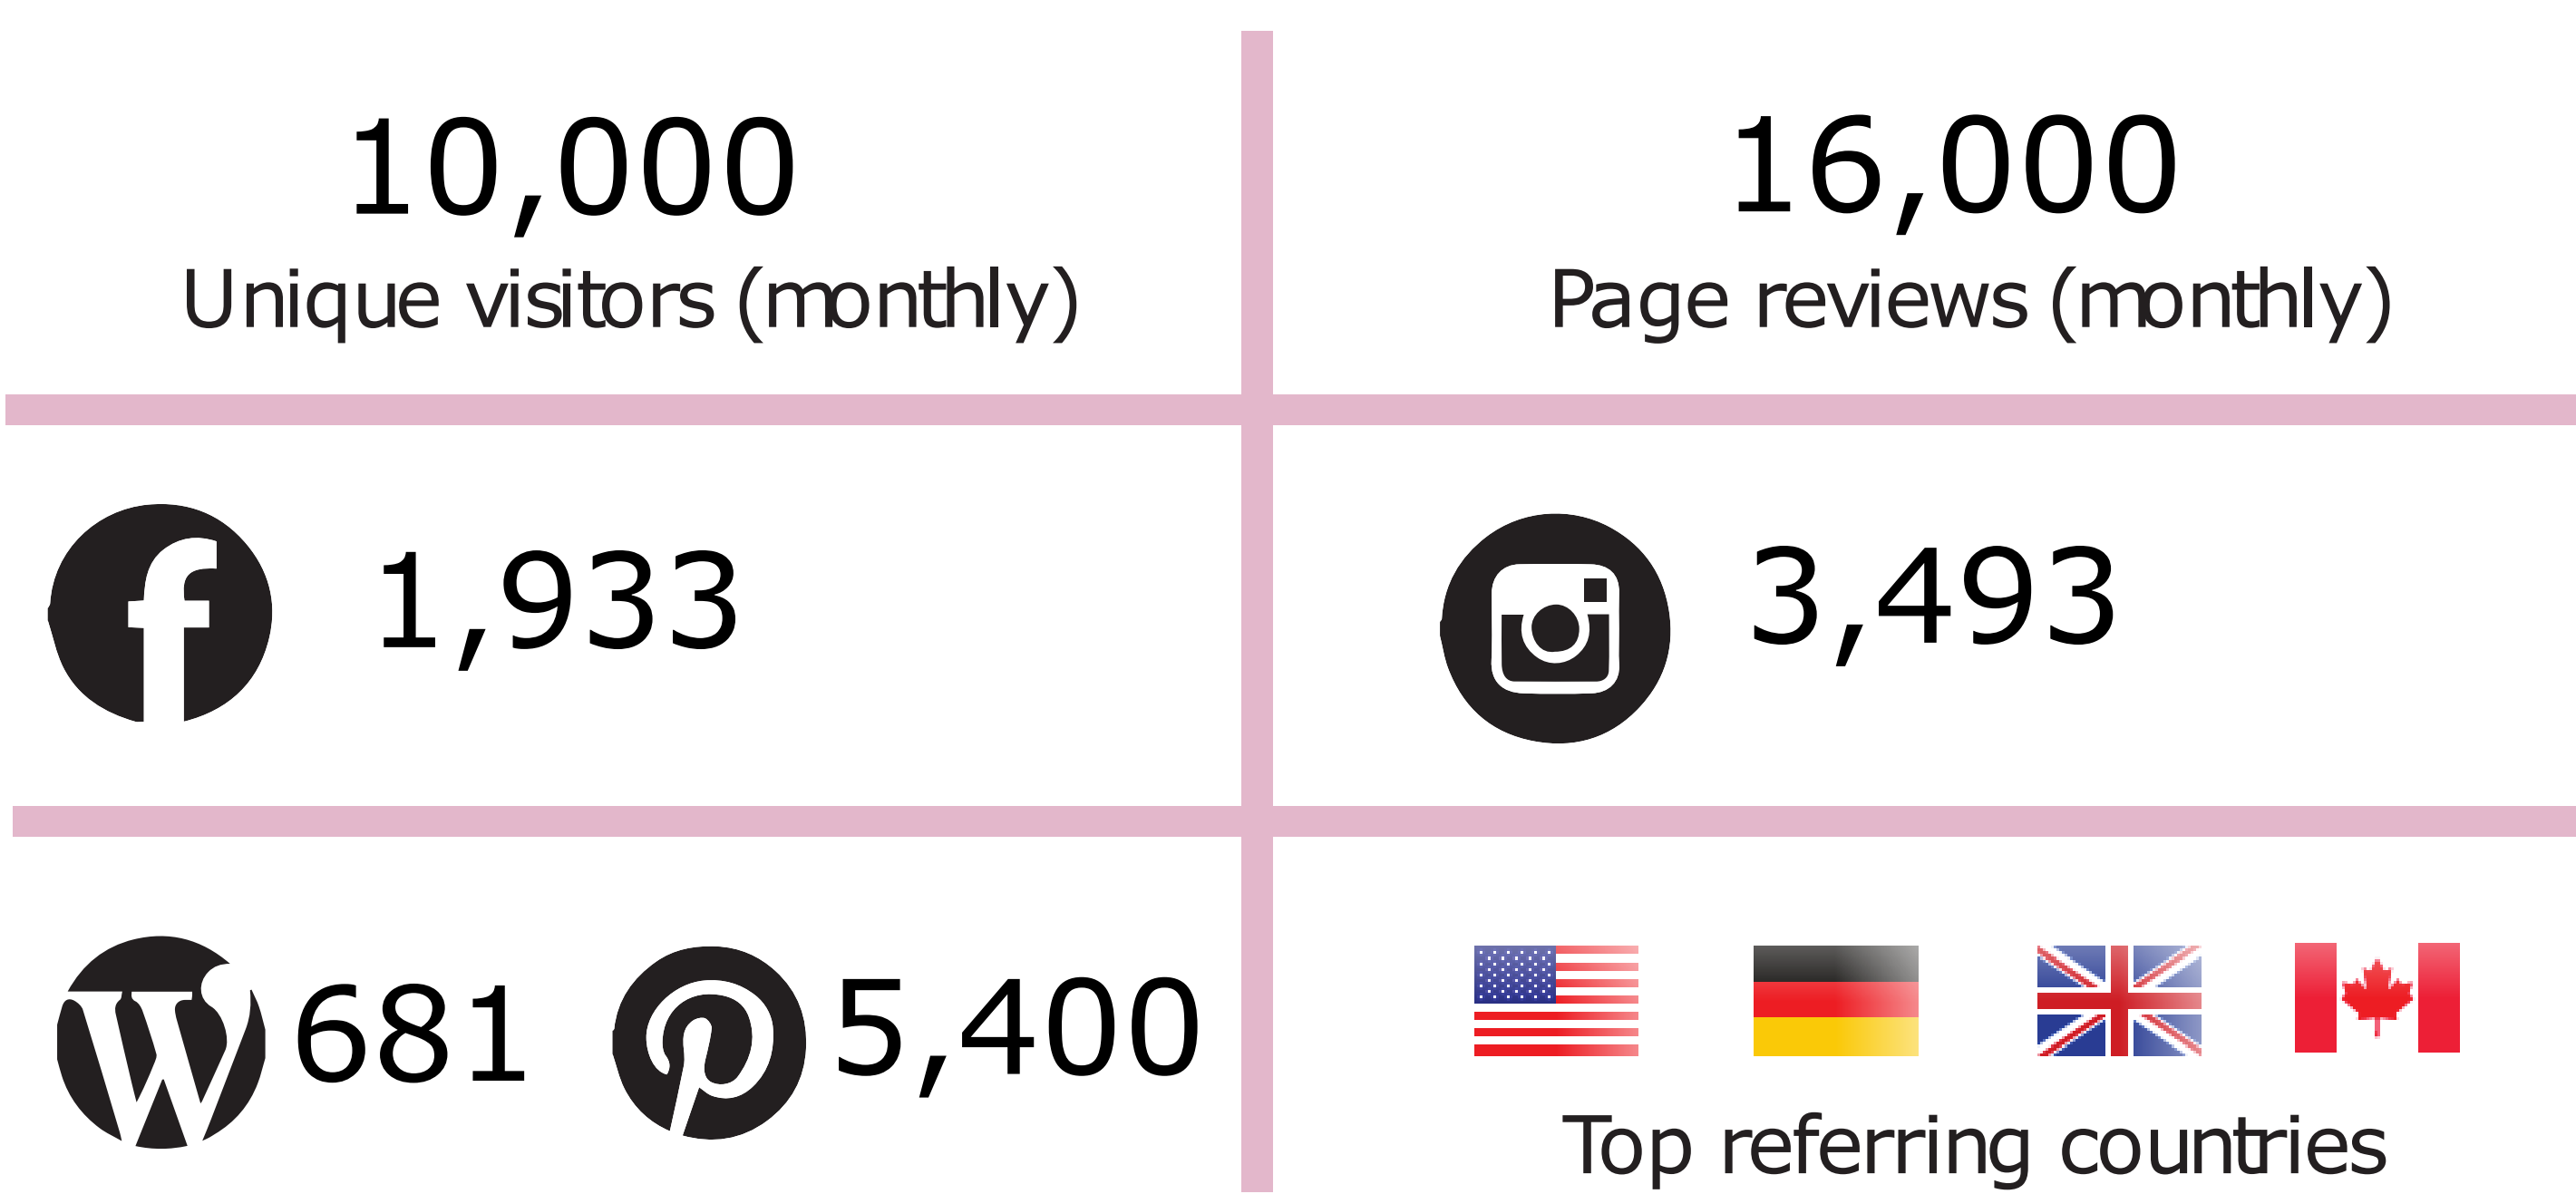 10,000
16,000
Unique visitors (monthly)
Page reviews (monthly)
1,933
3,493
681
5,400
Top referring countries